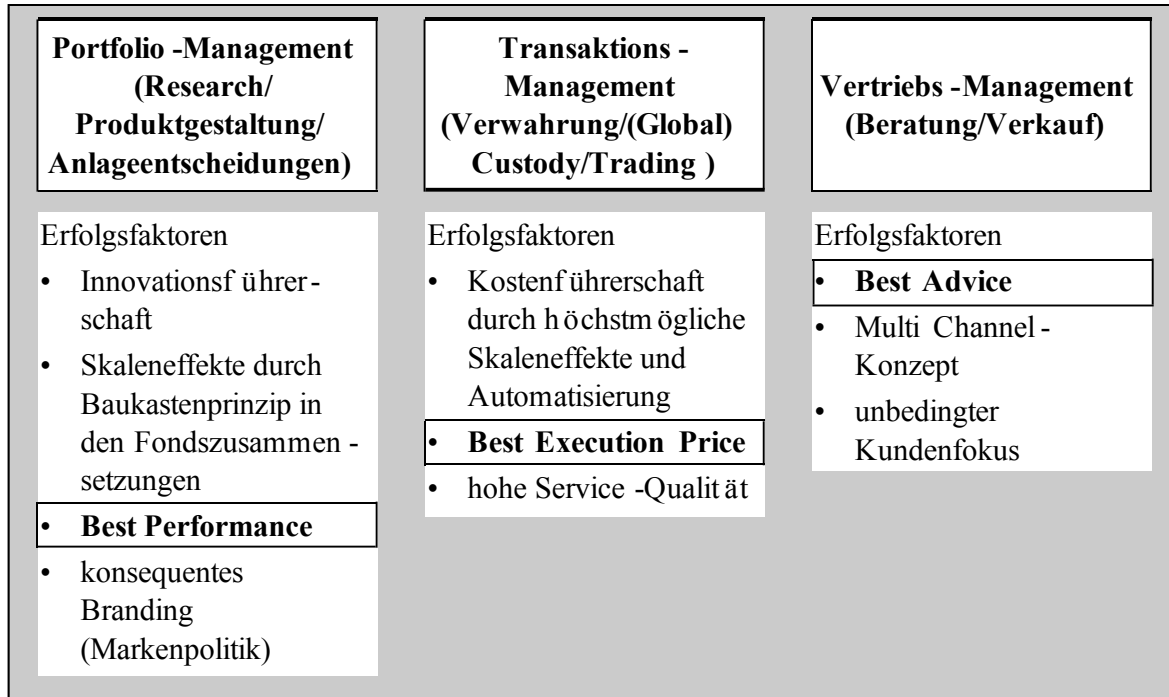 Portfolio -Management
(Research/
Produktgestaltung/
Anlageentscheidungen)
Erfolgsfaktoren
• Innovationsf ührer -
schaft
• Skaleneffekte durch
Baukastenprinzip in
den Fondszusammen -
setzungen
• Best Performance
• konsequentes
Branding
(Markenpolitik)
Transaktions -
Management
(Verwahrung/(Global)
Custody/Trading )
Erfolgsfaktoren
• Kostenf ührerschaft
durch h öchstm ögliche
Skaleneffekte und
Automatisierung
• Best Execution Price
• hohe Service -Qualit ät
Vertriebs -Management
(Beratung/Verkauf)
Erfolgsfaktoren
• Best Advice
• Multi Channel -
Konzept
• unbedingter
Kundenfokus